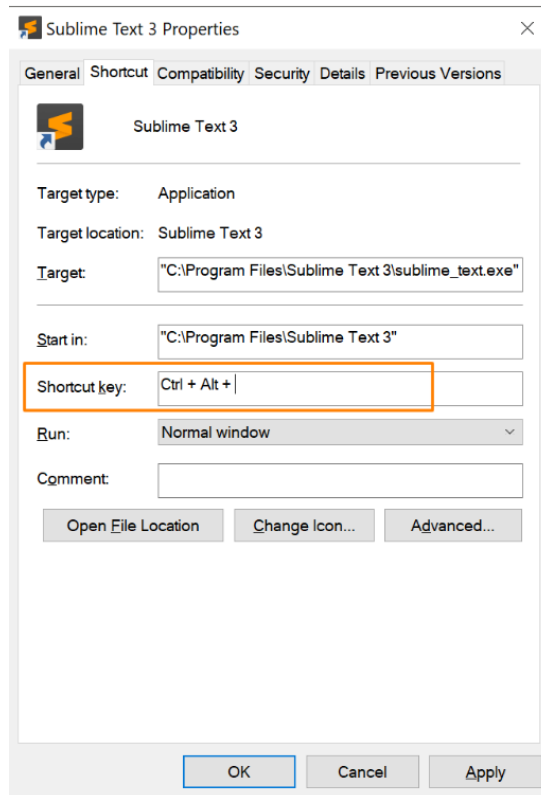 Sublime Text 3 Properties
General Shortcut Compatibility Security Details Previous Versions
Sublime Text 3
Target type: Application
Target location: Sublime Text 3
Target: "C:\Program Files\Sublime Text 3\sublime_text.exe"
Start in: "C:\Program Files\Sublime Text 3"
Shortcut key: Ctrl + Alt +
Run: Normal window
Comment:
Open File Location Change Icon... Advanced...
OK Cancel Apply